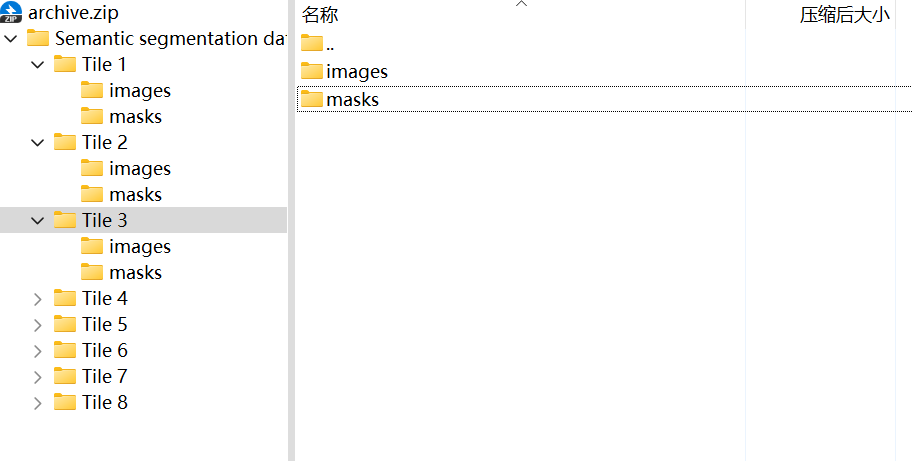 archive.zip
Semantic segmentation da
Tile 1
images
masks
Tile 2
images
masks
Tile 3
images
masks
Tile 4
Tile 5
Tile 6
Tile 7
Tile 8
名称 压缩后大小
..
images
masks
ZIP